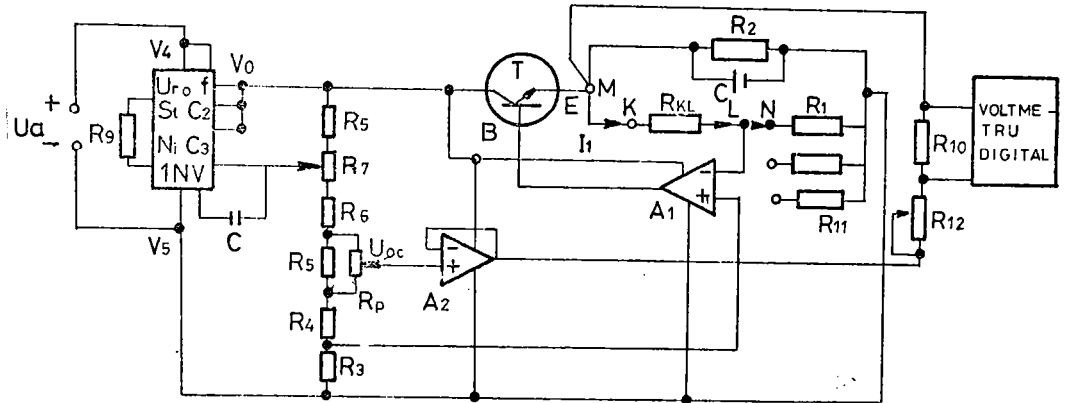 +
Ua
−
V4
V0
R9
Uro f
St C2
Ni C3
1NV
C
V5
R5
R7
R6
R5
Uoc
Rp
R4
R3
A2
−
+
T
B
E
M
R2
C
K
RKL
L
N
R1
I1
A1
−
+
R11
R10
R12
VOLTME-
TRU
DIGITAL